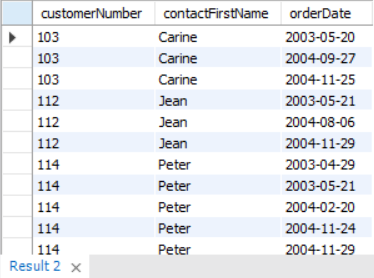 customerNumber contactFirstName orderDate
103 Carine 2003-05-20
103 Carine 2004-09-27
103 Carine 2004-11-25
112 Jean 2003-05-21
112 Jean 2004-08-06
112 Jean 2004-11-29
114 Peter 2003-04-29
114 Peter 2003-05-21
114 Peter 2004-02-20
114 Peter 2004-11-24
114 Peter 2004-11-29
Result 2 ×